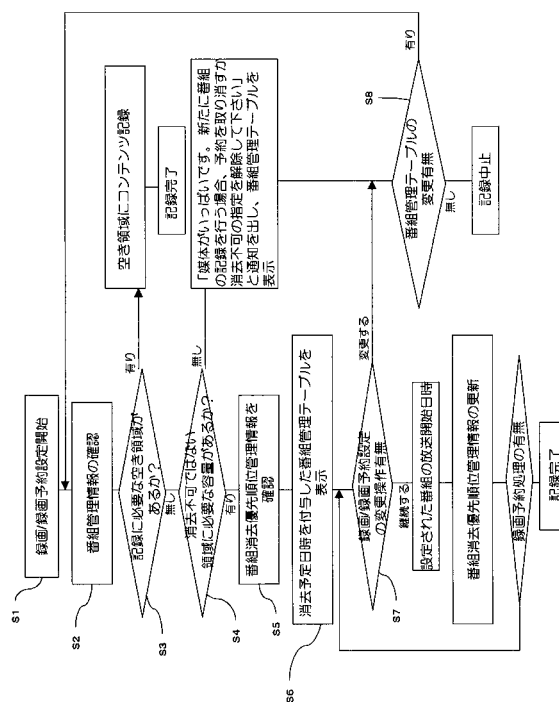 S1
録画/録画予約設定開始
S2
番組管理情報の確認
S3
記録に必要な空き領域が
あるか?
有り
無し
空き領域にコンテンツ記録
記録完了
S4
消去不可ではない
領域に必要な容量があるか?
無し
有り
「媒体がいっぱいです。新たに番組
の記録を行う場合、予約を取り消すか
消去不可の指定を解除して下さい」
と通知を出し、番組管理テーブルを
表示
S5
番組消去優先順位管理情報を
確認
S6
消去予定日時を付与した番組管理テーブルを
表示
S7
録画/録画予約設定
の変更操作有無
変更する
継続する
S8
番組管理テーブルの
変更有無
有り
無し
記録中止
設定された番組の放送開始日時
番組消去優先順位管理情報の更新
録画予約処理の有無
記録完了